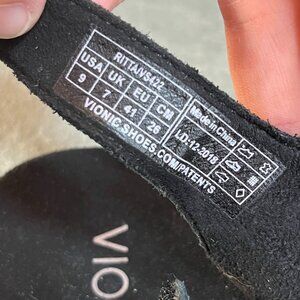 RITTAIVS422
USA UK EU CM
9 7 41 26
VIONIC-SHOES.COM/PATENTS
Made in China
LD:12-2018
VIO